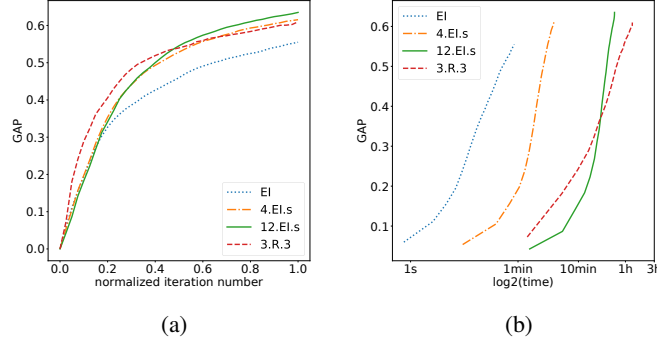 GAP
0.6
0.5
0.4
0.3
0.2
0.1
0.0
0.0 0.2 0.4 0.6 0.8 1.0
normalized iteration number
EI
4.EI.s
12.EI.s
3.R.3
(a)
GAP
0.6
0.5
0.4
0.3
0.2
0.1
1s 1min 10min 1h 3h
log2(time)
EI
4.EI.s
12.EI.s
3.R.3
(b)